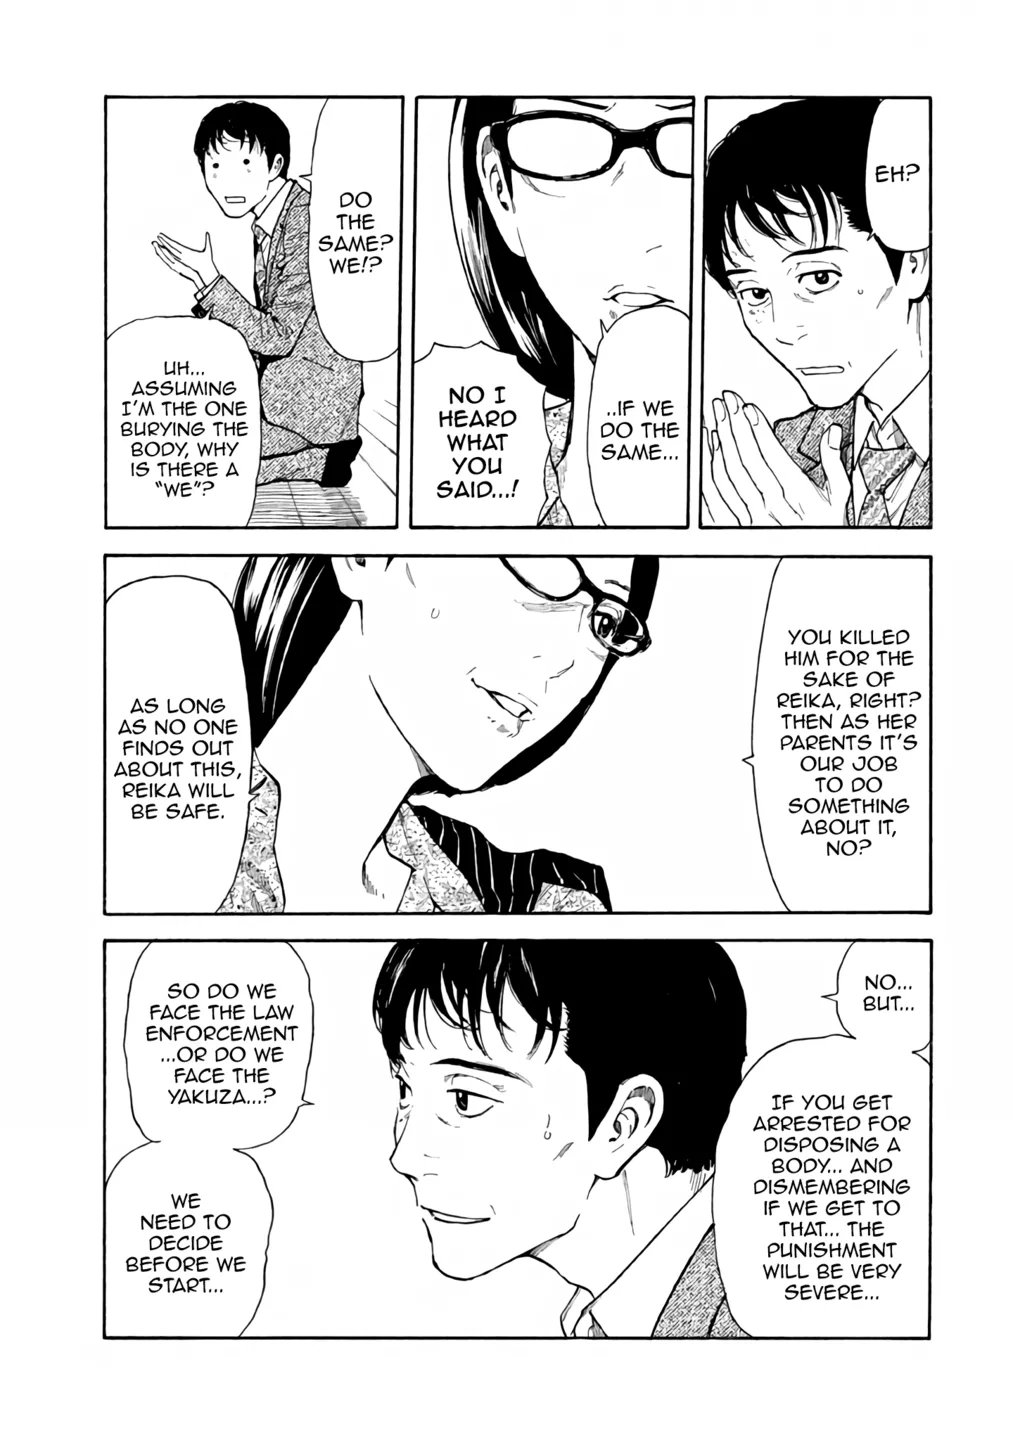 EH?
..IF WE
DO THE
SAME...
NO I
HEARD
WHAT
YOU
SAID...!
DO
THE
SAME?
WE!?
UH...
ASSUMING
I'M THE ONE
BURYING THE
BODY, WHY
IS THERE A
"WE"?
YOU KILLED
HIM FOR THE
SAKE OF
REIKA, RIGHT?
THEN AS HER
PARENTS IT'S
OUR JOB
TO DO
SOMETHING
ABOUT IT,
NO?
AS LONG
AS NO ONE
FINDS OUT
ABOUT THIS,
REIKA WILL
BE SAFE.
NO...
BUT...
IF YOU GET
ARRESTED FOR
DISPOSING A
BODY... AND
DISMEMBERING
IF WE GET TO
THAT... THE
PUNISHMENT
WILL BE VERY
SEVERE...
SO DO WE
FACE THE LAW
ENFORCEMENT
...OR DO WE
FACE THE
YAKUZA...?
WE
NEED TO
DECIDE
BEFORE WE
START...